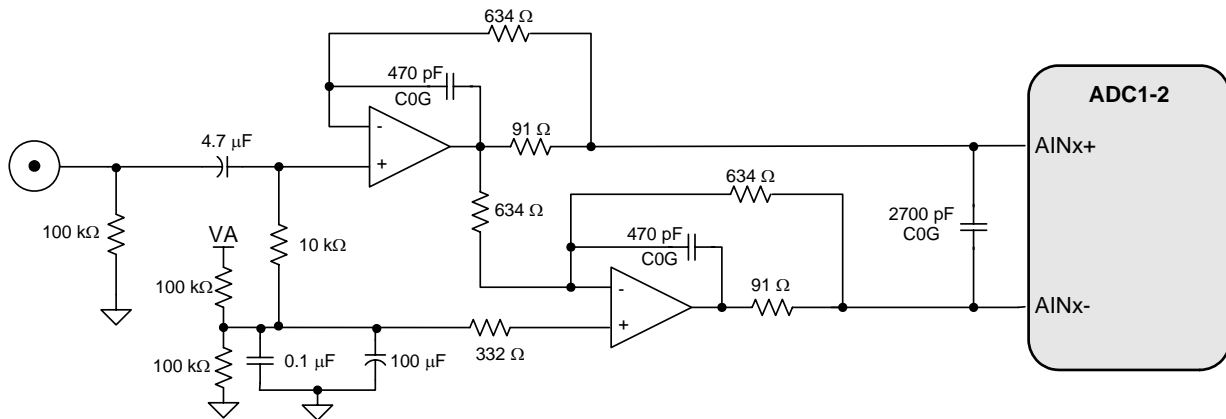 634 Ω
470 pF
C0G
ADC1-2
-
+
91 Ω
4.7 µF
AINx+
100 kΩ
VA
10 kΩ
634 Ω
634 Ω
470 pF
C0G
2700 pF
C0G
100 kΩ
-
+
91 Ω
AINx-
100 kΩ
0.1 µF
100 µF
332 Ω